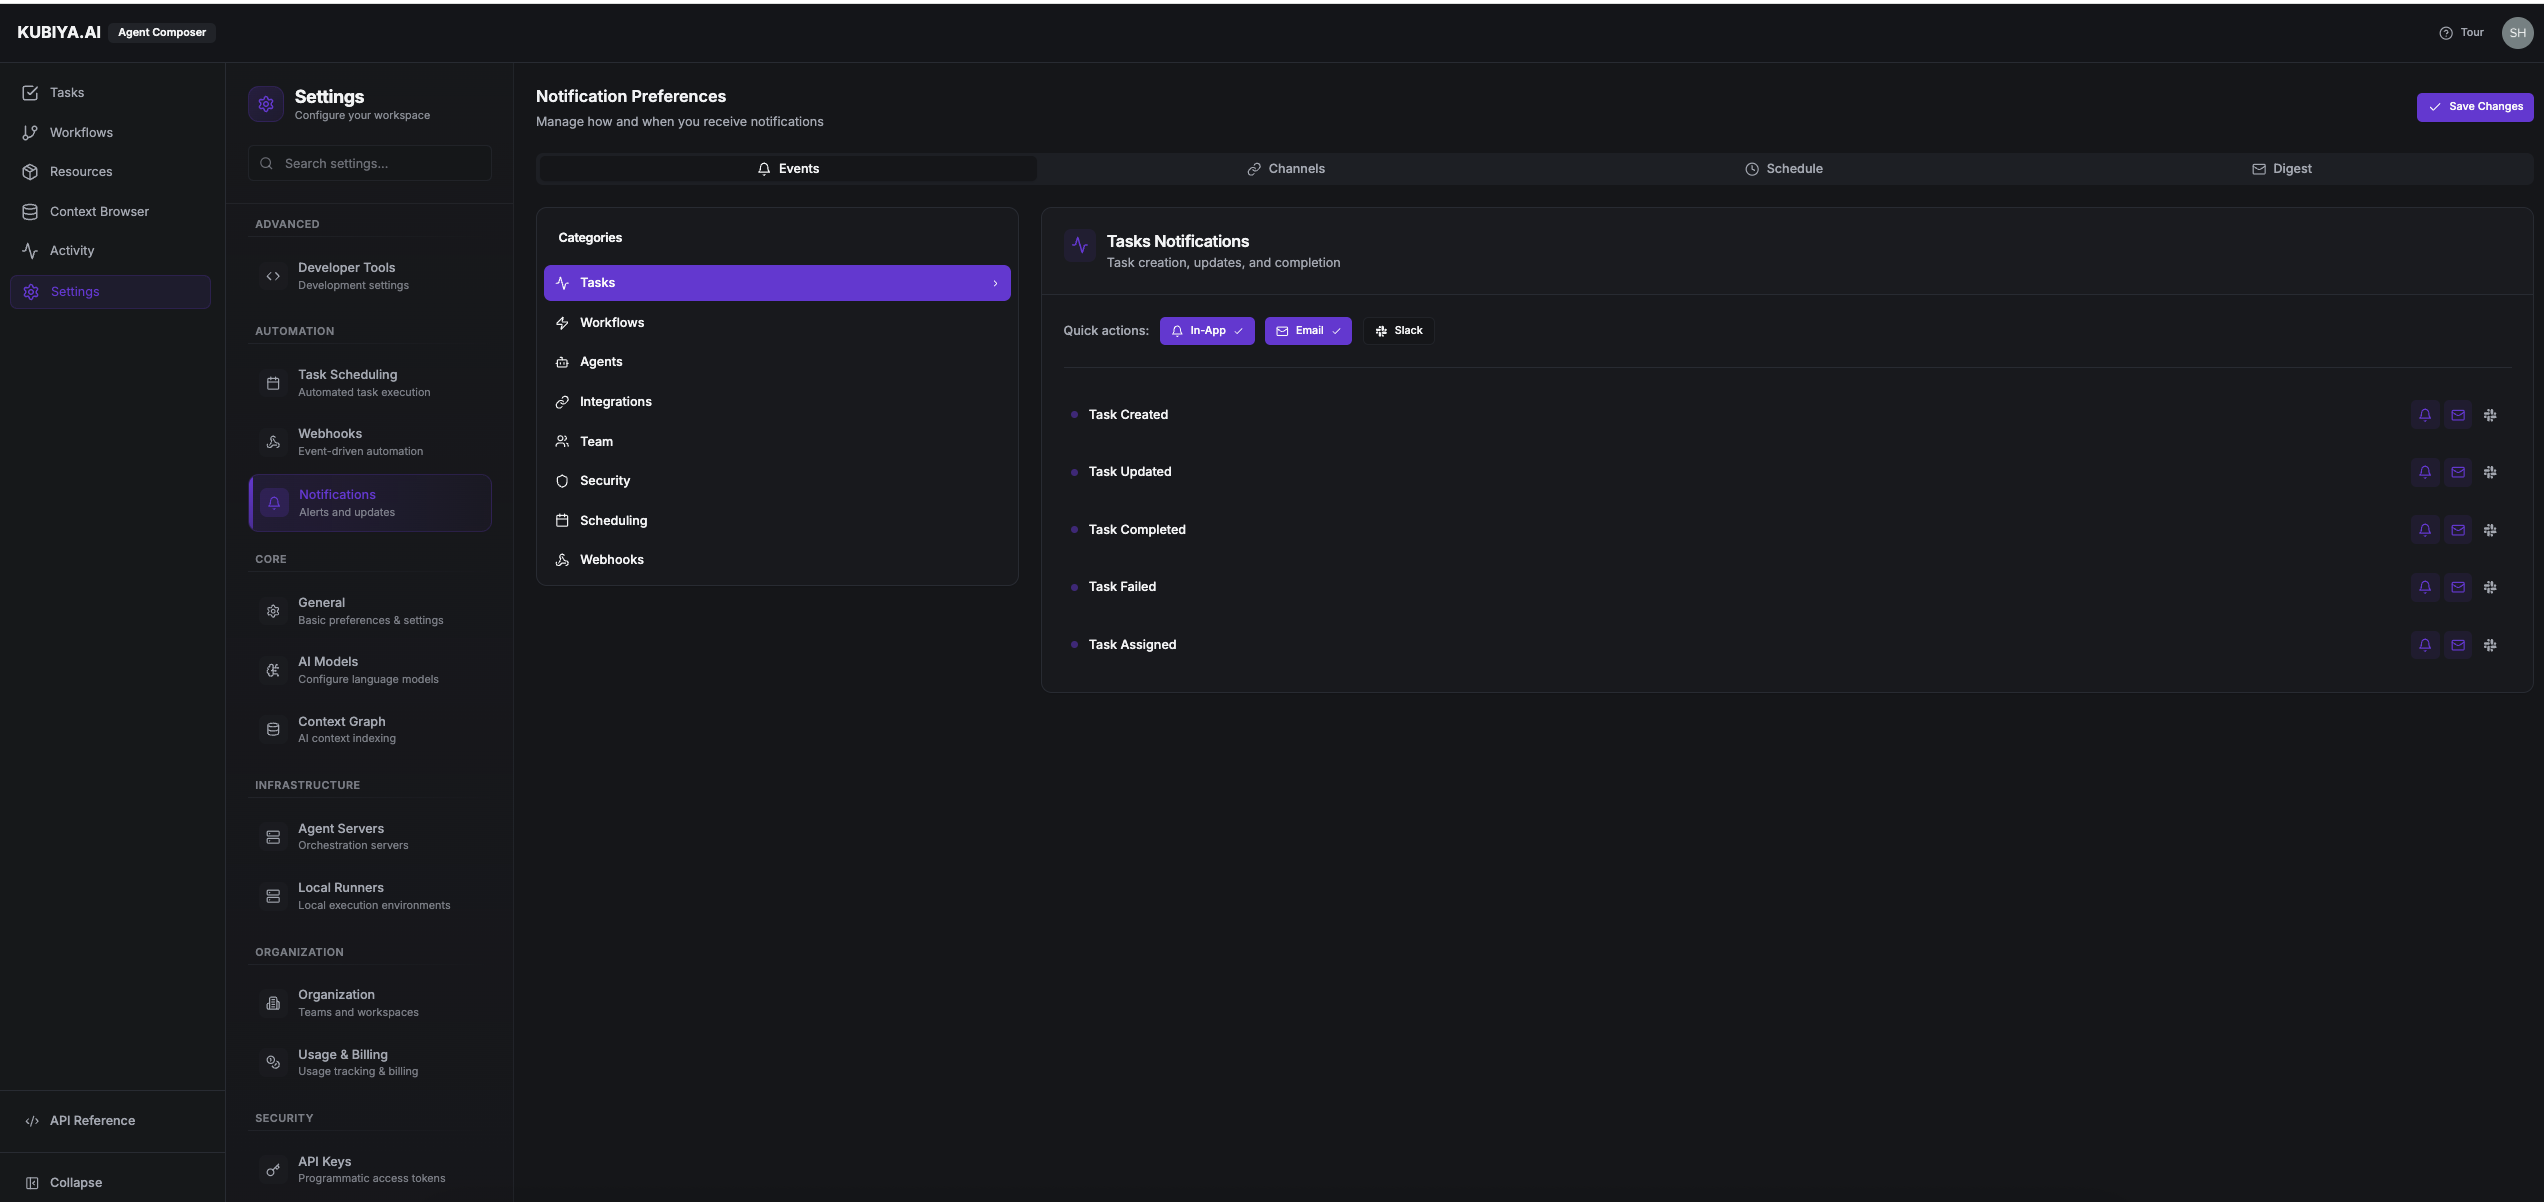 KUBIYA.AI
Agent Composer
Tour
SH
Tasks
Workflows
Resources
Context Browser
Activity
Settings
API Reference
Collapse
Settings
Configure your workspace
Search settings...
ADVANCED
Developer Tools
Development settings
AUTOMATION
Task Scheduling
Automated task execution
Webhooks
Event-driven automation
Notifications
Alerts and updates
CORE
General
Basic preferences & settings
AI Models
Configure language models
Context Graph
AI context indexing
INFRASTRUCTURE
Agent Servers
Orchestration servers
Local Runners
Local execution environments
ORGANIZATION
Organization
Teams and workspaces
Usage & Billing
Usage tracking & billing
SECURITY
API Keys
Programmatic access tokens
Notification Preferences
Manage how and when you receive notifications
Save Changes
Events
Channels
Schedule
Digest
Categories
Tasks
Workflows
Agents
Integrations
Team
Security
Scheduling
Webhooks
Tasks Notifications
Task creation, updates, and completion
Quick actions:
In-App
Email
Slack
Task Created
Task Updated
Task Completed
Task Failed
Task Assigned